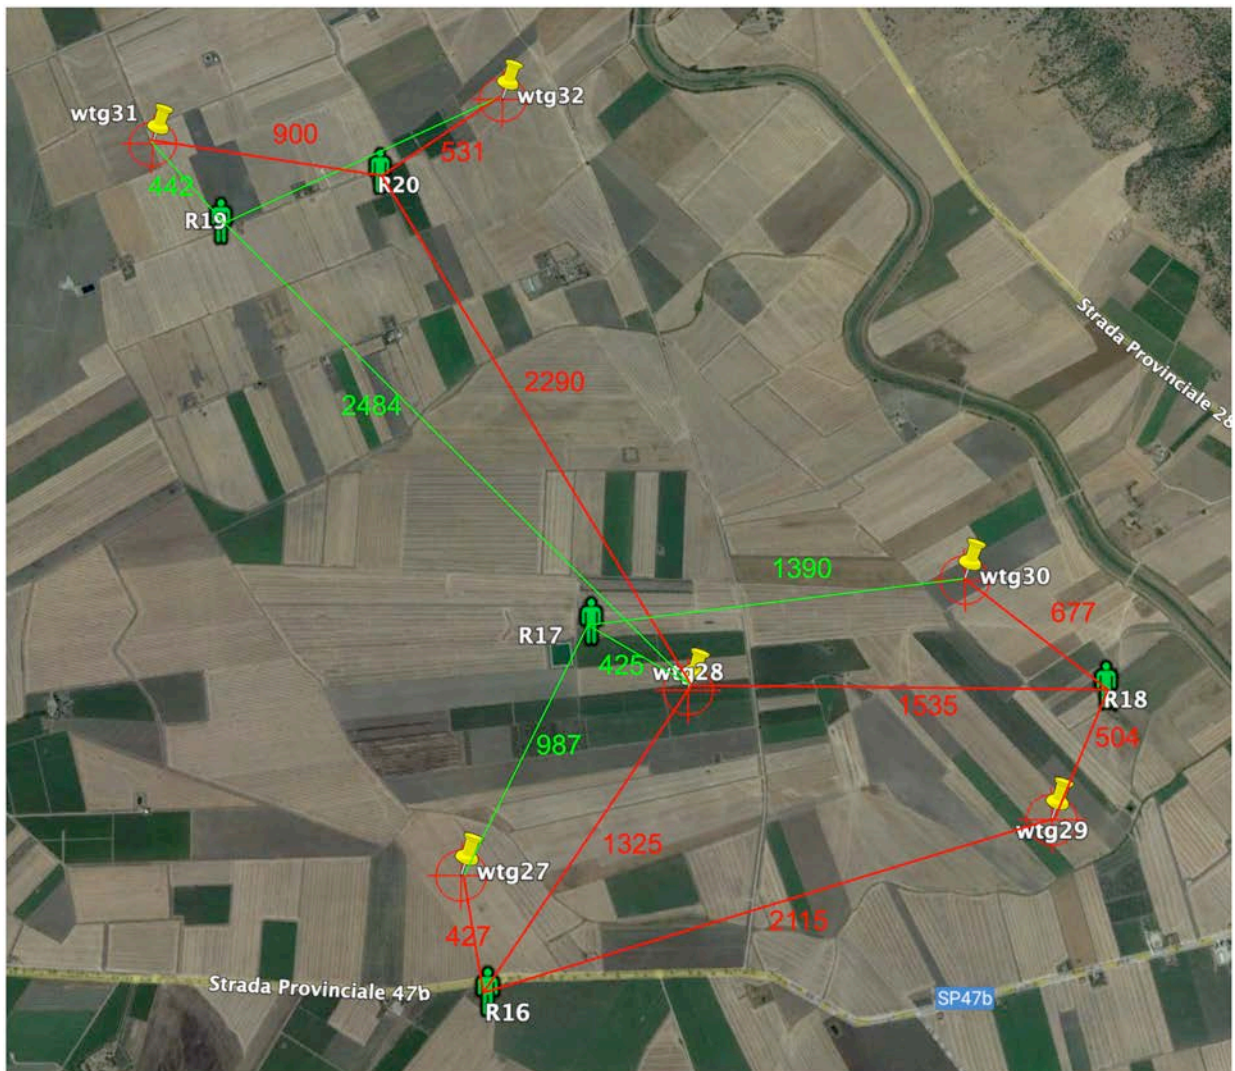 wtg32
wtg31
900
531
442
R20
R19
Strada Provinciale 28
2290
2484
1390
wtg30
677
R17
425
wtg28
R18
1535
504
987
wtg29
1325
wtg27
2115
427
Strada Provinciale 47b
SP47b
R16